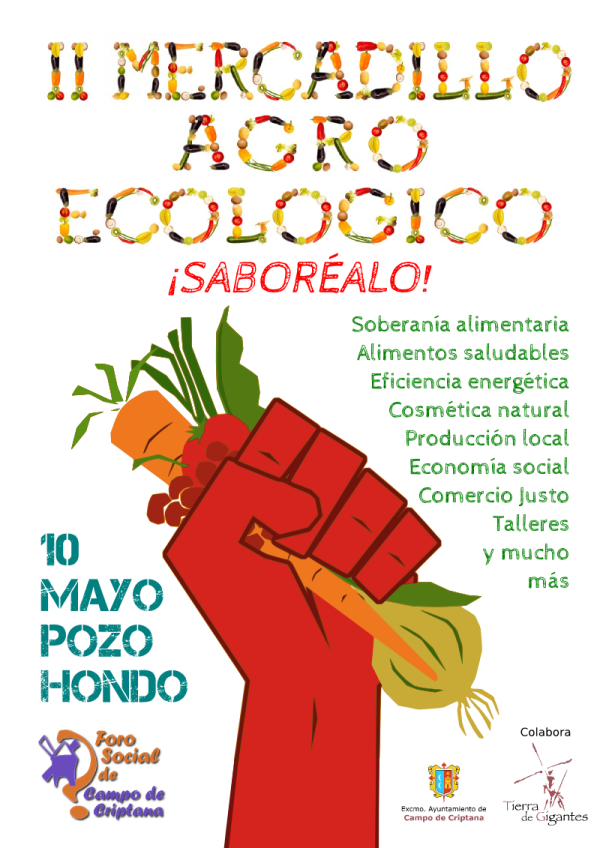 II MERCADILLO
AGRO
ECOLOGICO
¡SABORÉALO!
Soberanía alimentaria
Alimentos saludables
Eficiencia energética
Cosmética natural
Producción local
Economía social
Comercio Justo
Talleres
y mucho
más
10
MAYO
POZO
HONDO
Foro
Social
de
Campo de
Criptana
Excmo. Ayuntamiento de
Campo de Criptana
Colabora
Tierra
de Gigantes